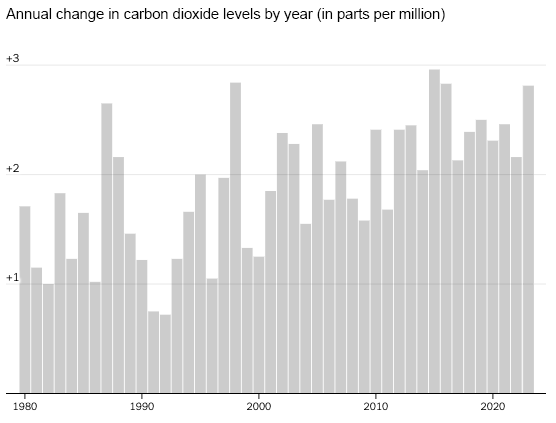 Annual change in carbon dioxide levels by year (in parts per million)
+3
+2
+1
1980 1990 2000 2010 2020